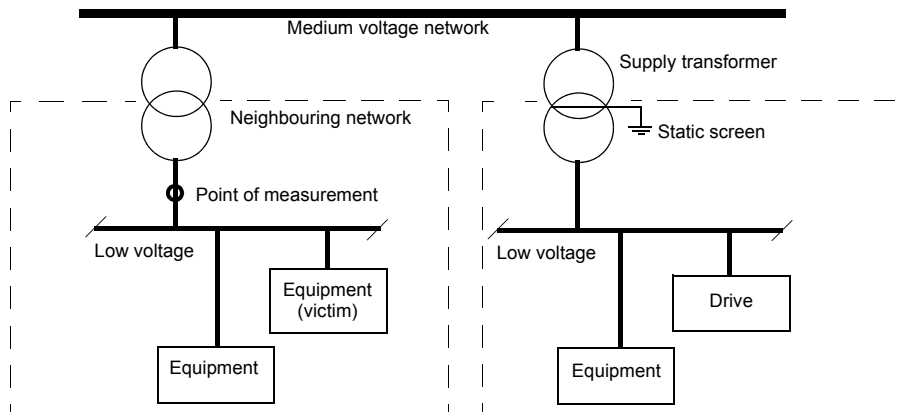 Medium voltage network
Supply transformer
Neighbouring network
Static screen
Point of measurement
Low voltage
Low voltage
Equipment
(victim)
Drive
Equipment
Equipment